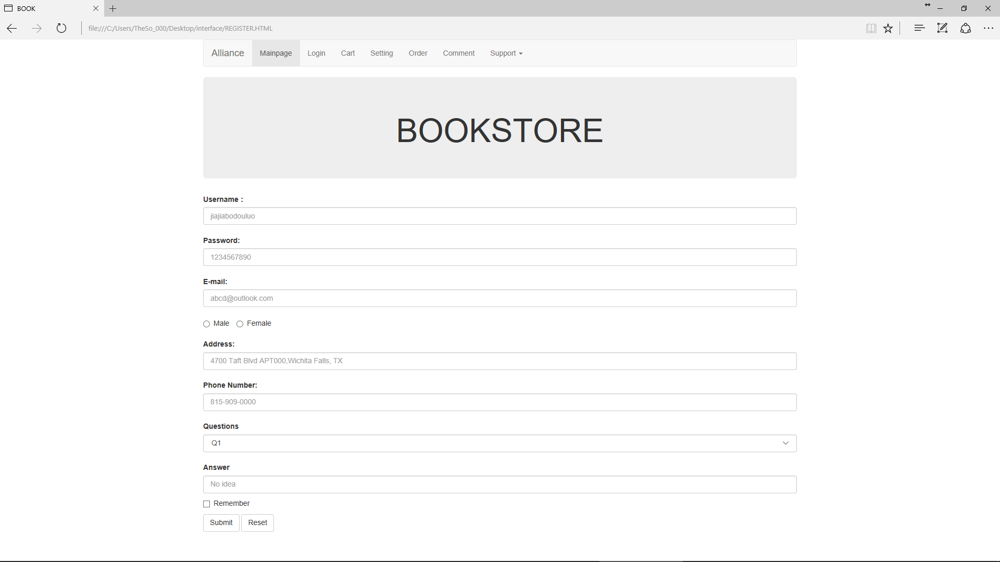 BOOK
file:///C:/Users/TheSo_000/Desktop/interface/REGISTER.HTML
Alliance Mainpage Login Cart Setting Order Comment Support
BOOKSTORE
Username :
jiajiabodouluo
Password:
1234567890
E-mail:
abcd@outlook.com
Male Female
Address:
4700 Taft Blvd APT000,Wichita Falls, TX
Phone Number:
815-909-0000
Questions
Q1
Answer
No idea
Remember
Submit Reset